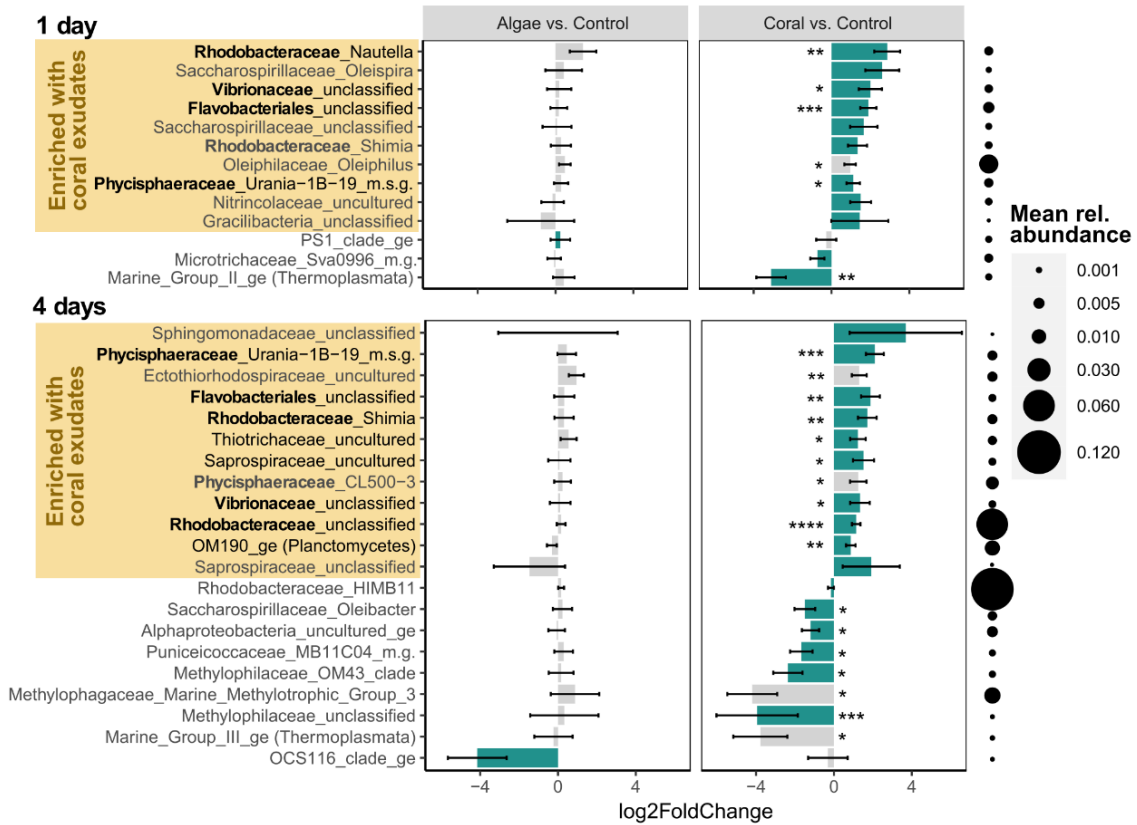 1 day
Algae vs. Control
Coral vs. Control
Enriched with
coral exudates
Rhodobacteraceae_Nautella
**
Saccharospirillaceae_Oleispira
Vibrionaceae_unclassified
*
Flavobacteriales_unclassified
***
Saccharospirillaceae_unclassified
Rhodobacteraceae_Shimia
Oleiphilaceae_Oleiphilus
*
Phycisphaeraceae_Urania−1B−19_m.s.g.
*
Nitrincolaceae_uncultured
Gracilibacteria_unclassified
PS1_clade_ge
Microtrichaceae_Sva0996_m.g.
Marine_Group_II_ge (Thermoplasmata)
**
−4
0
4
4 days
Enriched with
coral exudates
Sphingomonadaceae_unclassified
Phycisphaeraceae_Urania−1B−19_m.s.g.
***
Ectothiorhodospiraceae_uncultured
**
Flavobacteriales_unclassified
**
Rhodobacteraceae_Shimia
**
Thiotrichaceae_uncultured
*
Saprospiraceae_uncultured
*
Phycisphaeraceae_CL500−3
*
Vibrionaceae_unclassified
*
Rhodobacteraceae_unclassified
****
OM190_ge (Planctomycetes)
**
Saprospiraceae_unclassified
Rhodobacteraceae_HIMB11
Saccharospirillaceae_Oleibacter
*
Alphaproteobacteria_uncultured_ge
*
Puniceicoccaceae_MB11C04_m.g.
*
Methylophilaceae_OM43_clade
*
Methylophagaceae_Marine_Methylotrophic_Group_3
*
Methylophilaceae_unclassified
***
Marine_Group_III_ge (Thermoplasmata)
*
OCS116_clade_ge
−4
0
4
log2FoldChange
Mean rel.
abundance
0.001
0.005
0.010
0.030
0.060
0.120